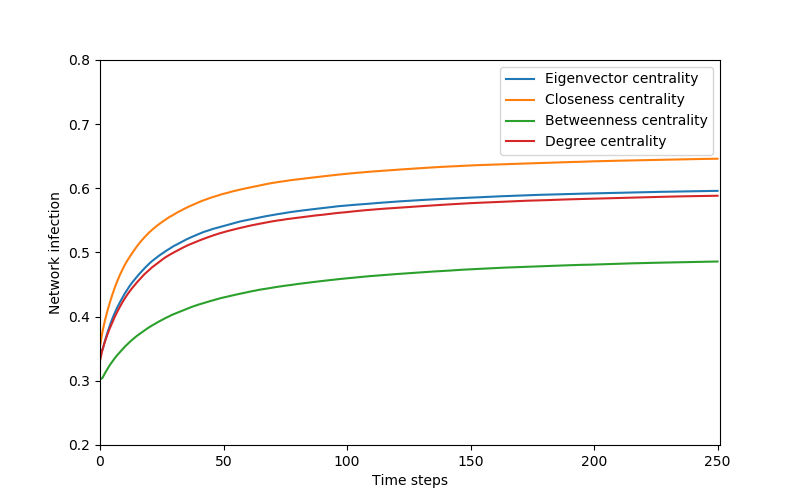 0.8
0.7
0.6
0.5
0.4
0.3
0.2
Network infection
Eigenvector centrality
Closeness centrality
Betweenness centrality
Degree centrality
0 50 100 150 200 250
Time steps